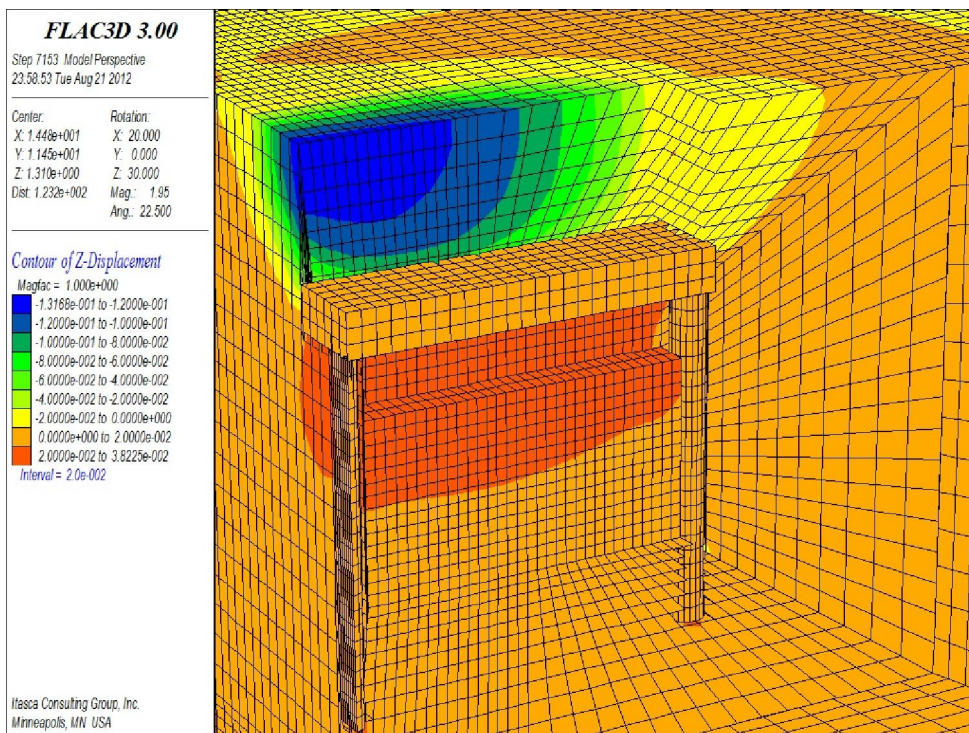 FLAC3D 3.00
Step 7153 Model Perspective
23:58:53 Tue Aug 21 2012
Center:
X: 1.448e+001
Y: 1.145e+001
Z: 1.310e+000
Dist: 1.232e+002
Rotation:
X: 20.000
Y: 0.000
Z: 30.000
Mag.: 1.95
Ang.: 22.500
Contour of Z-Displacement
Magfac = 1.000e+000
-1.3168e-001 to -1.2000e-001
-1.2000e-001 to -1.0000e-001
-1.0000e-001 to -8.0000e-002
-8.0000e-002 to -6.0000e-002
-6.0000e-002 to -4.0000e-002
-4.0000e-002 to -2.0000e-002
-2.0000e-002 to 0.0000e+000
0.0000e+000 to 2.0000e-002
2.0000e-002 to 3.8225e-002
Interval = 2.0e-002
Itasca Consulting Group, Inc.
Minneapolis, MN USA